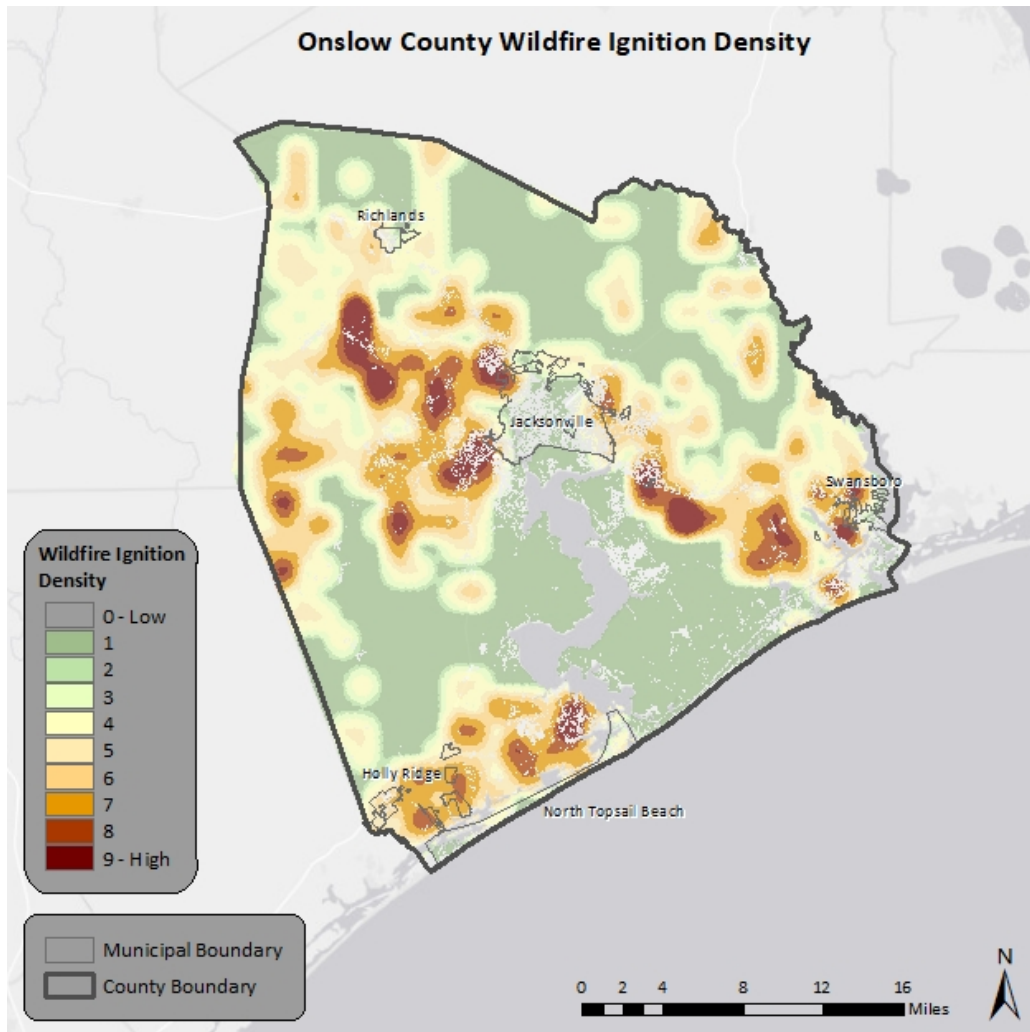 Onslow County Wildfire Ignition Density
Richlands
Jacksonville
Swansboro
Holly Ridge
North Topsail Beach
Wildfire Ignition
Density
0 - Low
1
2
3
4
5
6
7
8
9 - High
Municipal Boundary
County Boundary
N
0 2 4 8 12 16
Miles